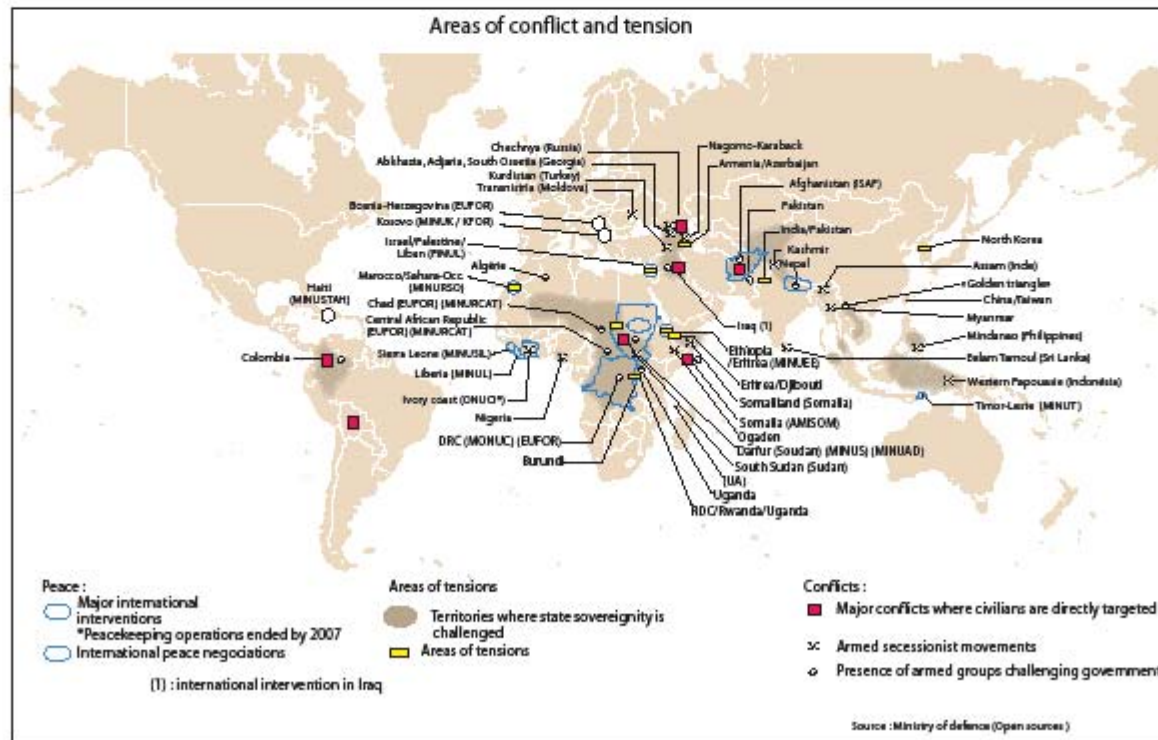 Areas of conflict and tension
Chechnya (Russia)
Abkhasia, Adjaria, South Ossetia (Georgia)
Kurdistan (Turkey)
Bosnia-Herzegovina (EUFOR)
Kosovo (MINUK / KFOR)
Israel/Palestine/
Liban (FINUL)
Algérie
Marocco/Sahara-Occ.
(MINURSO)
Haiti
(MINUSTAH)
Chad (EUFOR) (MINURCAT)
Central African Republic
(EUFOR) (MINURCAT)
Colombia
Sierra Leone (MINUSIL)
Liberia (MINUL)
Ivory coast (ONUCI*)
Nigeria
DRC (MONUC) (EUFOR)
Burundi
Nagorno-Karaback
Armenia/Azerbaijan
Afghanistan (ISAF)
Pakistan
India/Pakistan
Kashmir
Nepal
North Korea
Assam (Inde)
«Golden triangle»
China/Taiwan
Myanmar
Mindanao (Philippines)
Eelam Tamoul (Sri Lanka)
Western Papouasie (Indonésia)
Timor-Leste (MINUT)
Iraq (1)
Ethiopia
/Eritrea (MINUEE)
Eritrea/Djibouti
Somaliland (Somalia)
Somalia (AMISOM)
Ogaden
Darfur (Soudan) (MINUS) (MINUAD)
South Sudan (Sudan)
(UA)
Uganda
RDC/Rwanda/Uganda
Peace :
Major international
interventions
*Peacekeeping operations ended by 2007
International peace negociations
(1) : international intervention in Iraq
Areas of tensions
Territories where state sovereignity is
challenged
Areas of tensions
Conflicts :
Major conflicts where civilians are directly targeted
Armed secessionist movements
Presence of armed groups challenging government
Source : Ministry of defence (Open sources)